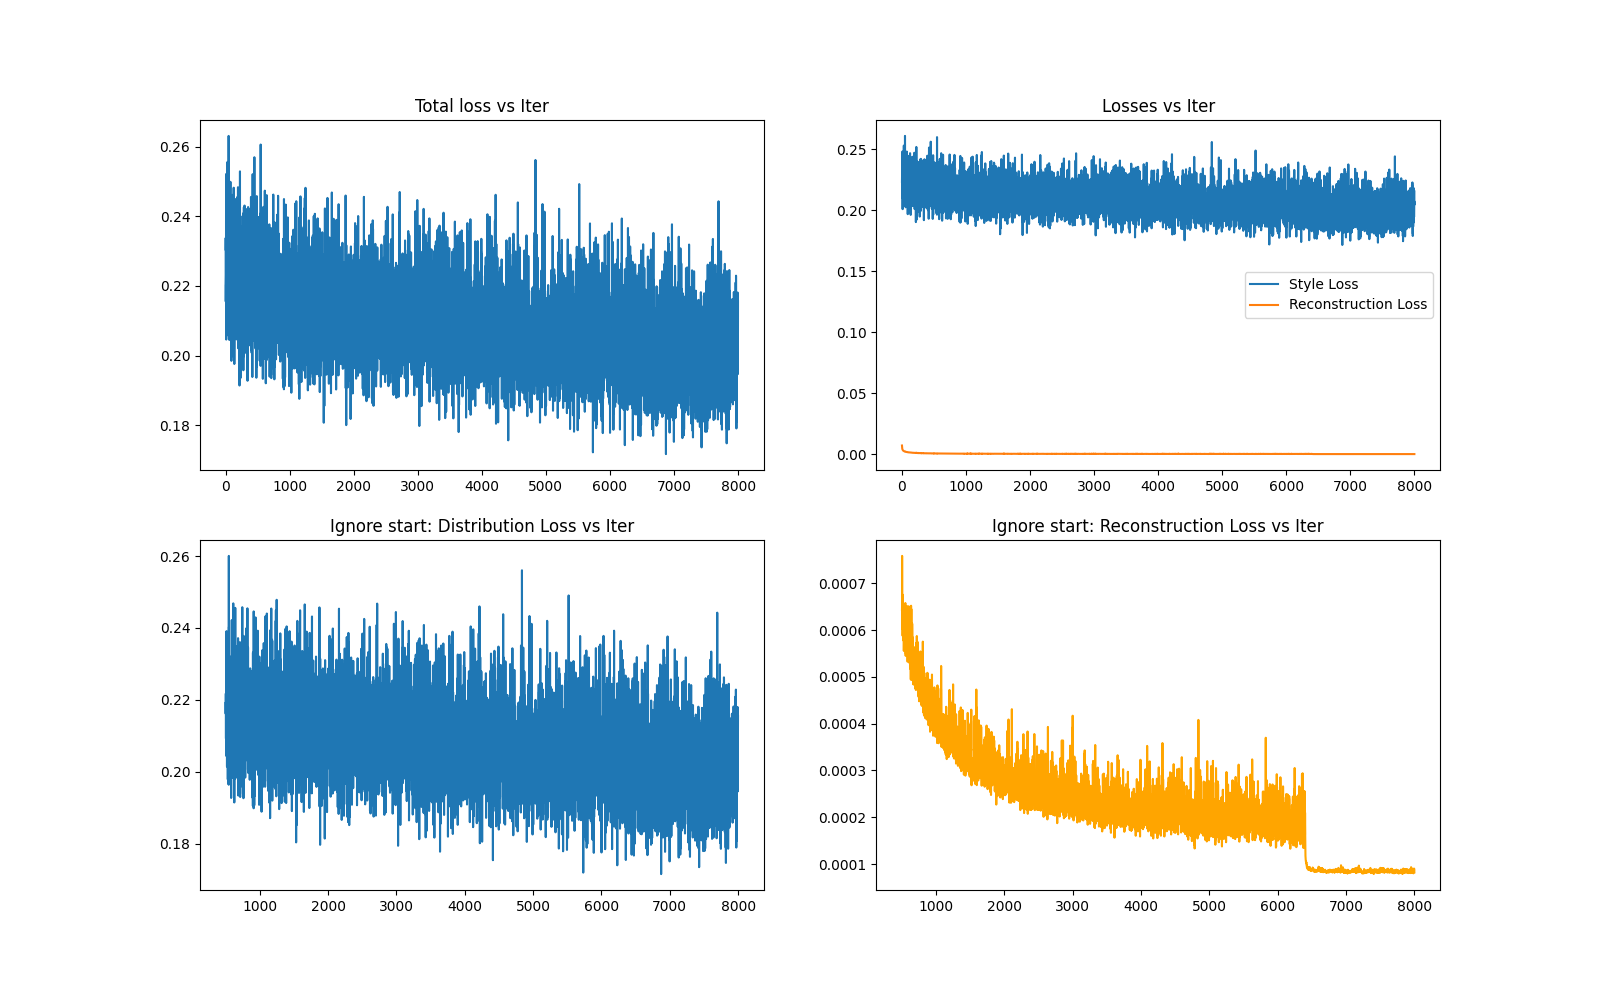 Total loss vs Iter
0.26
0.24
0.22
0.20
0.18
0 1000 2000 3000 4000 5000 6000 7000 8000
Losses vs Iter
0.25
0.20
0.15
0.10
0.05
0.00
Style Loss
Reconstruction Loss
0 1000 2000 3000 4000 5000 6000 7000 8000
Ignore start: Distribution Loss vs Iter
0.26
0.24
0.22
0.20
0.18
1000 2000 3000 4000 5000 6000 7000 8000
Ignore start: Reconstruction Loss vs Iter
0.0007
0.0006
0.0005
0.0004
0.0003
0.0002
0.0001
1000 2000 3000 4000 5000 6000 7000 8000